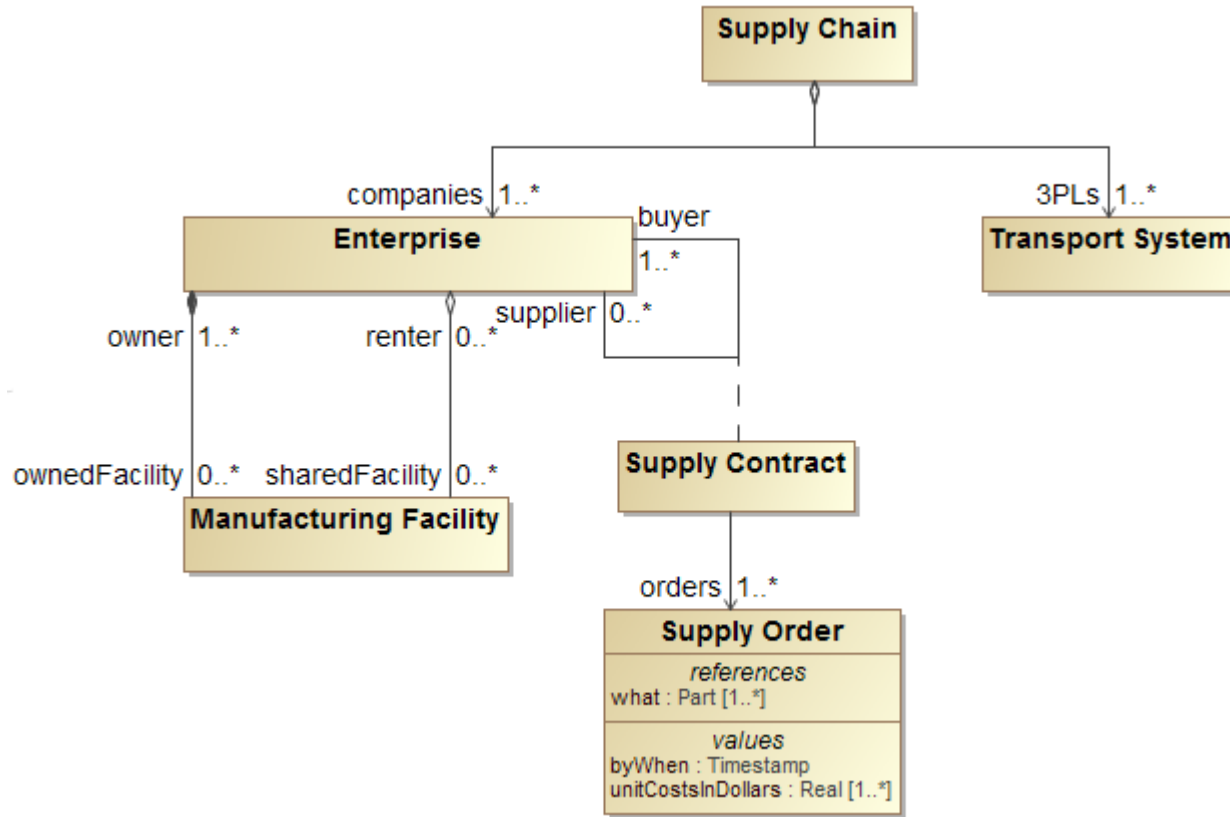 Supply Chain
companies 1..*
3PLs 1..*
Enterprise
buyer
1..*
Transport System
supplier 0..*
owner 1..*
renter 0..*
ownedFacility 0..*
sharedFacility 0..*
Supply Contract
Manufacturing Facility
orders 1..*
Supply Order
references
what : Part [1..*]
values
byWhen : Timestamp
unitCostsInDollars : Real [1..*]